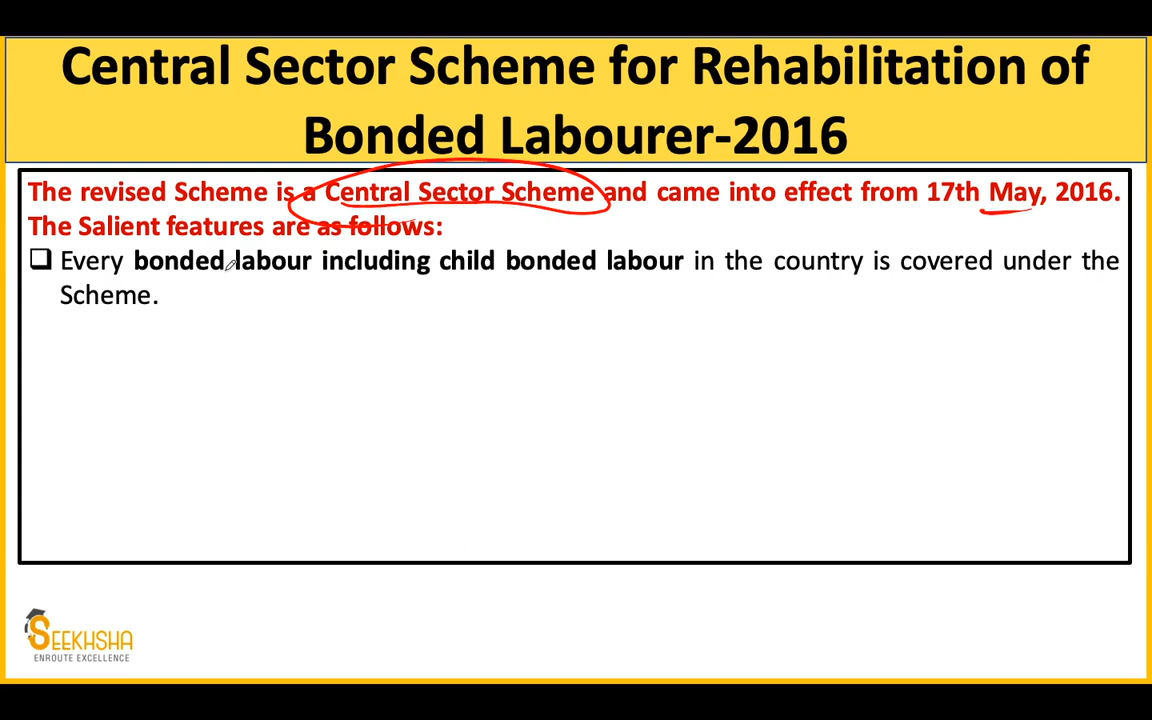 Central Sector Scheme for Rehabilitation of
Bonded Labourer-2016
The revised Scheme is a Central Sector Scheme and came into effect from 17th May, 2016.
The Salient features are as follows:
❑ Every bonded labour including child bonded labour in the country is covered under the
Scheme.
SEEKHSHA
ENROUTE EXCELLENCE